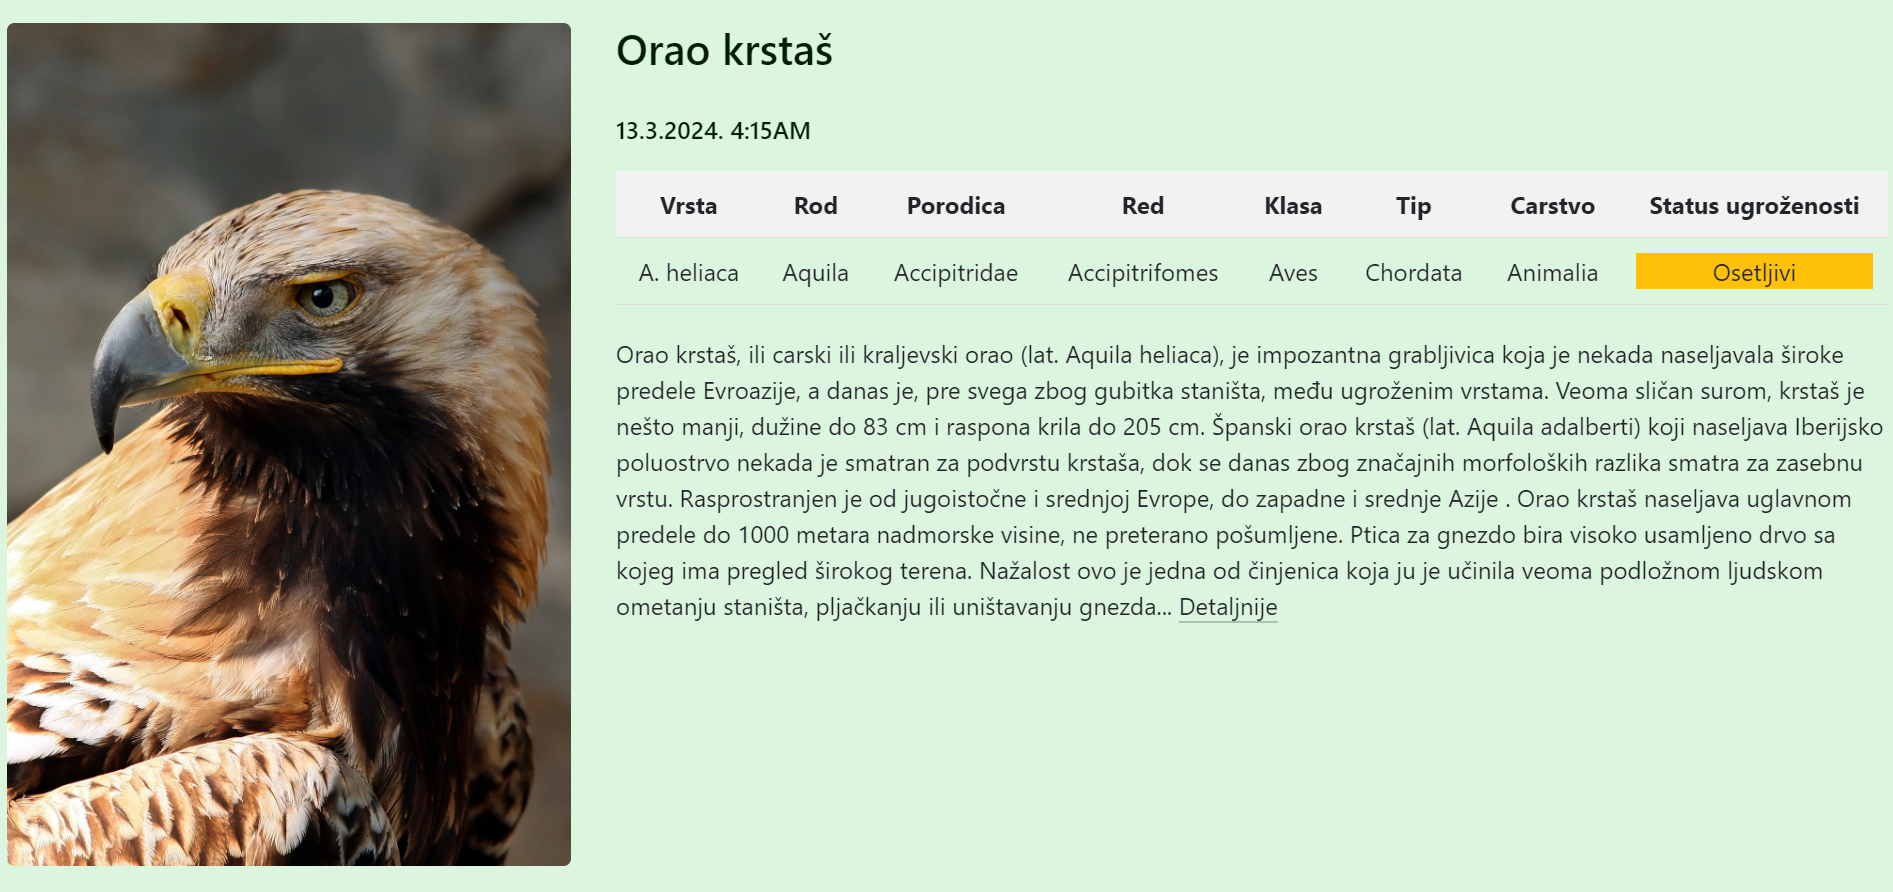 Orao krstaš
13.3.2024. 4:15AM
Vrsta Rod Porodica Red Klasa Tip Carstvo Status ugroženosti
A. heliaca Aquila Accipitridae Accipitrifomes Aves Chordata Animalia Osetljivi
Orao krstaš, ili carski ili kraljevski orao (lat. Aquila heliaca), je impozantna grabljivica koja je nekada naseljavala široke
predele Evroazije, a danas je, pre svega zbog gubitka staništa, među ugroženim vrstama. Veoma sličan surom, krstaš je
nešto manji, dužine do 83 cm i raspona krila do 205 cm. Španski orao krstaš (lat. Aquila adalberti) koji naseljava Iberijsko
poluostrvo nekada je smatran za podvrstu krstaša, dok se danas zbog značajnih morfoloških razlika smatra za zasebnu
vrstu. Rasprostranjen je od jugoistočne i srednjoj Evrope, do zapadne i srednje Azije . Orao krstaš naseljava uglavnom
predele do 1000 metara nadmorske visine, ne preterano pošumljene. Ptica za gnezdo bira visoko usamljeno drvo sa
kojeg ima pregled širokog terena. Nažalost ovo je jedna od činjenica koja ju je učinila veoma podložnom ljudskom
ometanju staništa, pljačkanju ili uništavanju gnezda... Detaljnije